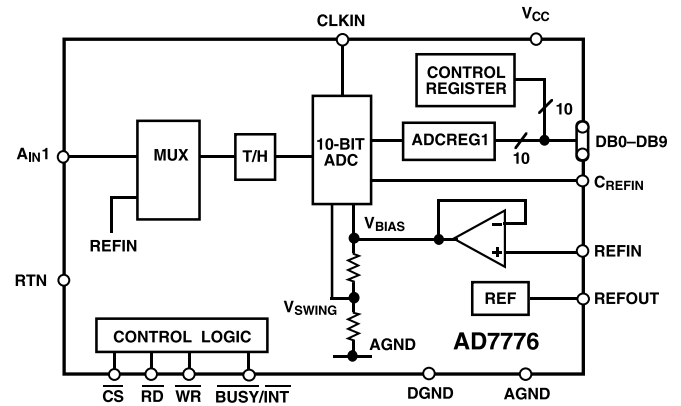 CLKIN
VCC
CONTROL
REGISTER
10
AIN1
MUX
T/H
10-BIT
ADC
ADCREG1
10
DB0–DB9
CREFIN
REFIN
VBIAS
–
+
REFIN
RTN
VSWING
REF
REFOUT
CONTROL LOGIC
AGND
AD7776
CS
RD
WR
BUSY/INT
DGND
AGND